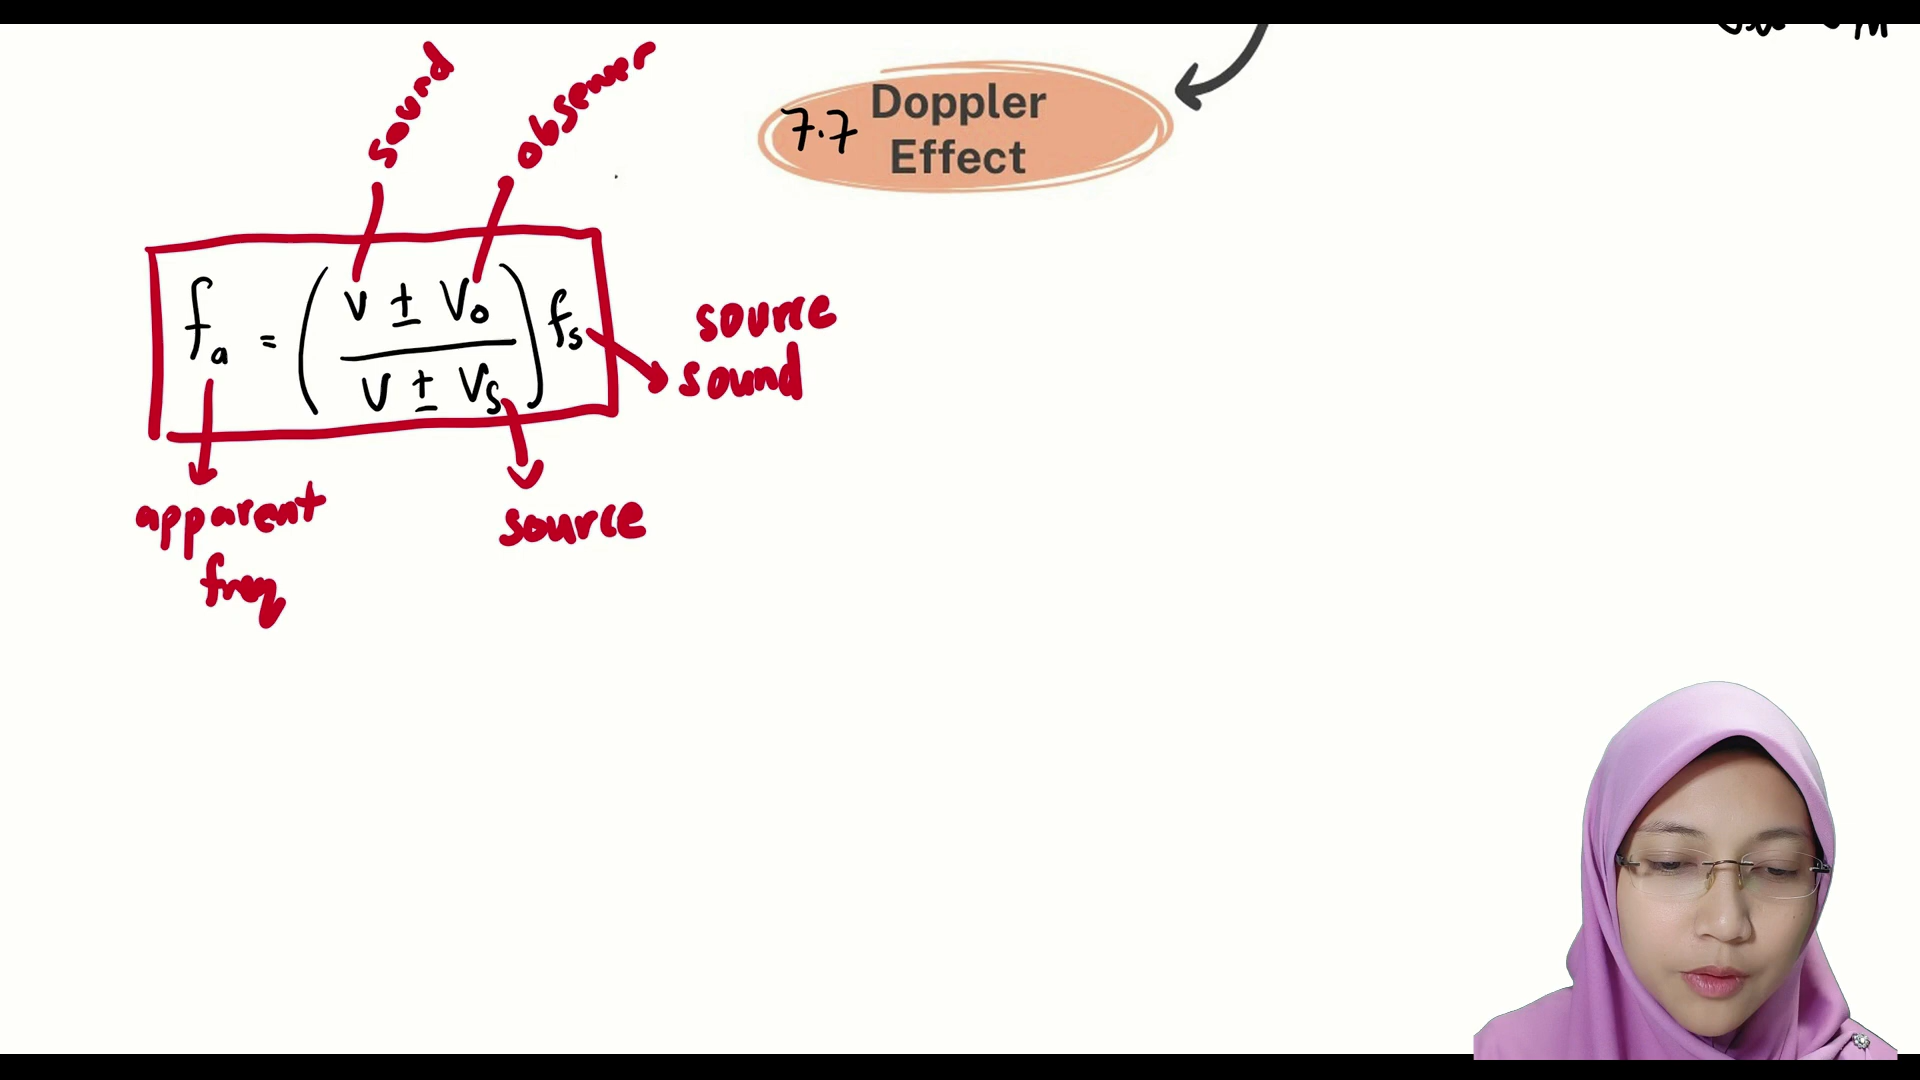 sound
observer
7.7 Doppler
Effect
fa = ( v ± Vo / v ± Vs ) fs
source
sound
apparent
freq
source